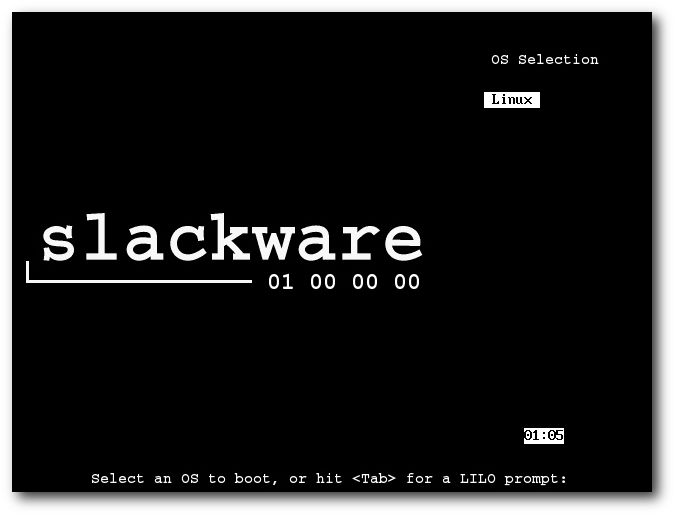 OS Selection
Linux
slackware
01 00 00 00
01:05
Select an OS to boot, or hit <Tab> for a LILO prompt: